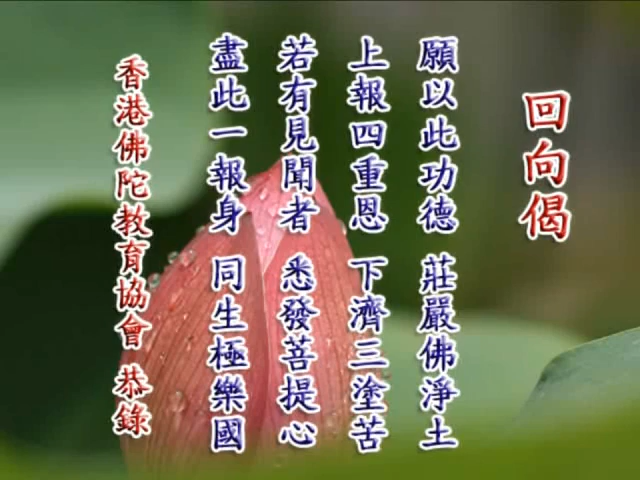 回向偈
願以此功德 莊嚴佛淨土
上報四重恩 下濟三塗苦
若有見聞者 悉發菩提心
盡此一報身 同生極樂國
香港佛陀教育協會 恭錄